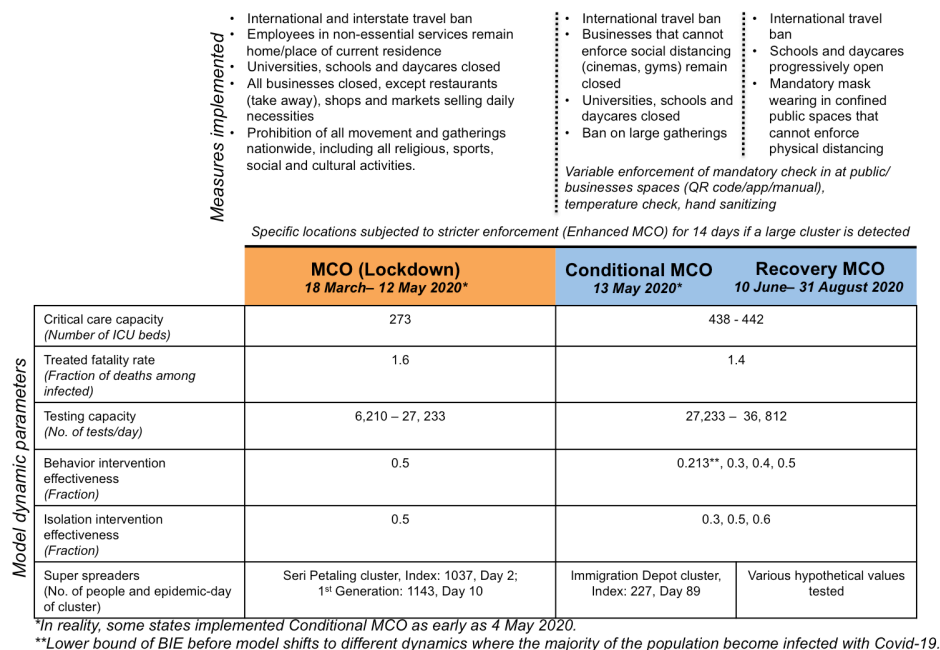 Measures implemented
• International and interstate travel ban
• Employees in non-essential services remain
home/place of current residence
• Universities, schools and daycares closed
• All businesses closed, except restaurants
(take away), shops and markets selling daily
necessities
• Prohibition of all movement and gatherings
nationwide, including all religious, sports,
social and cultural activities.
• International travel ban
• Businesses that cannot
enforce social distancing
(cinemas, gyms) remain
closed
• Universities, schools and
daycares closed
• Ban on large gatherings
• International travel
ban
• Schools and daycares
progressively open
• Mandatory mask
wearing in confined
public spaces that
cannot enforce
physical distancing
Variable enforcement of mandatory check in at public/
businesses spaces (QR code/app/manual),
temperature check, hand sanitizing
Specific locations subjected to stricter enforcement (Enhanced MCO) for 14 days if a large cluster is detected
MCO (Lockdown)
18 March– 12 May 2020*
Conditional MCO
13 May 2020*
Recovery MCO
10 June– 31 August 2020
Model dynamic parameters
Critical care capacity
(Number of ICU beds)
273
438 - 442
Treated fatality rate
(Fraction of deaths among
infected)
1.6
1.4
Testing capacity
(No. of tests/day)
6,210 – 27, 233
27,233 – 36, 812
Behavior intervention
effectiveness
(Fraction)
0.5
0.213**, 0.3, 0.4, 0.5
Isolation intervention
effectiveness
(Fraction)
0.5
0.3, 0.5, 0.6
Super spreaders
(No. of people and epidemic-day
of cluster)
Seri Petaling cluster, Index: 1037, Day 2;
1st Generation: 1143, Day 10
Immigration Depot cluster,
Index: 227, Day 89
Various hypothetical values
tested
*In reality, some states implemented Conditional MCO as early as 4 May 2020.
**Lower bound of BIE before model shifts to different dynamics where the majority of the population become infected with Covid-19.